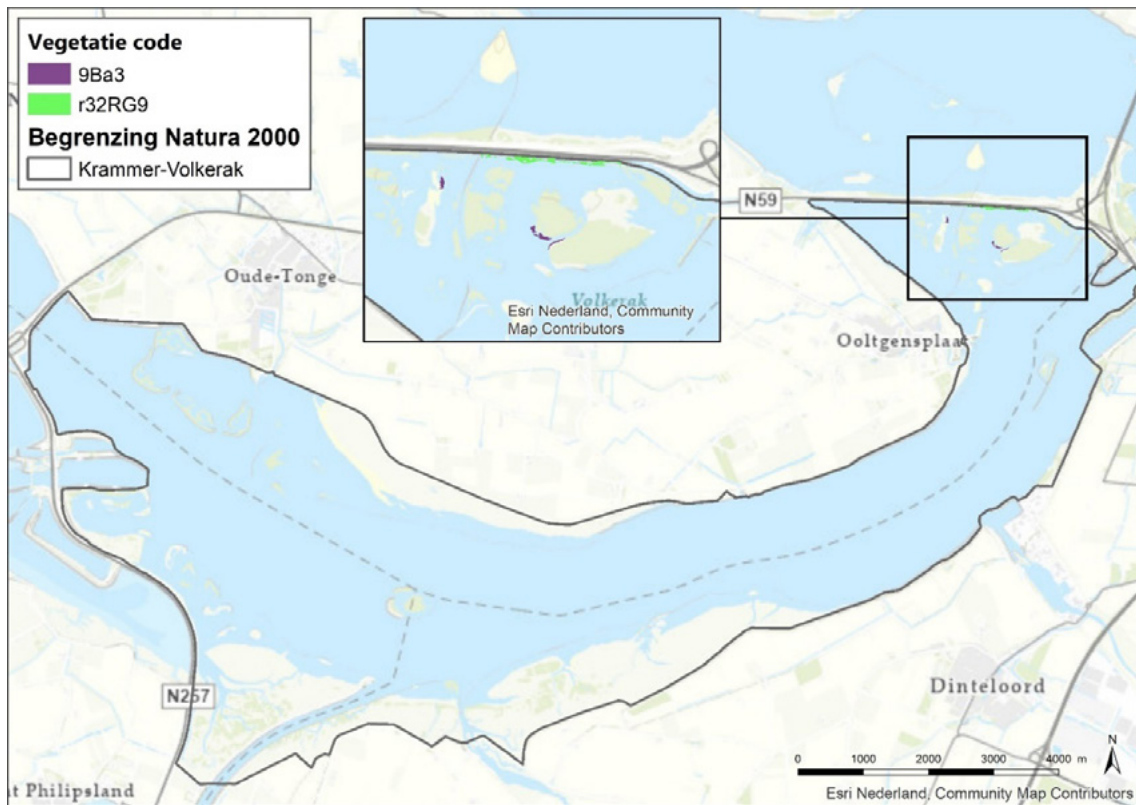 Vegetatie code
9Ba3
r32RG9
Begrenzing Natura 2000
Krammer-Volkerak
N59
Oude-Tonge
Volkerak
Esri Nederland, Community
Map Contributors
Ooltgensplaat
N257
Dinteloord
0 1000 2000 3000 4000 m
N
nt Philipsland
Esri Nederland, Community Map Contributors